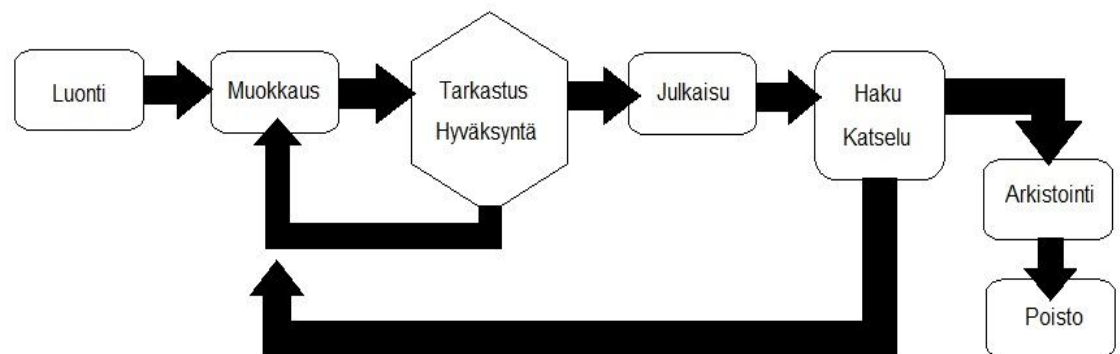 Luonti
Muokkaus
Tarkastus
Hyväksyntä
Julkaisu
Haku
Katselu
Arkistointi
Poisto